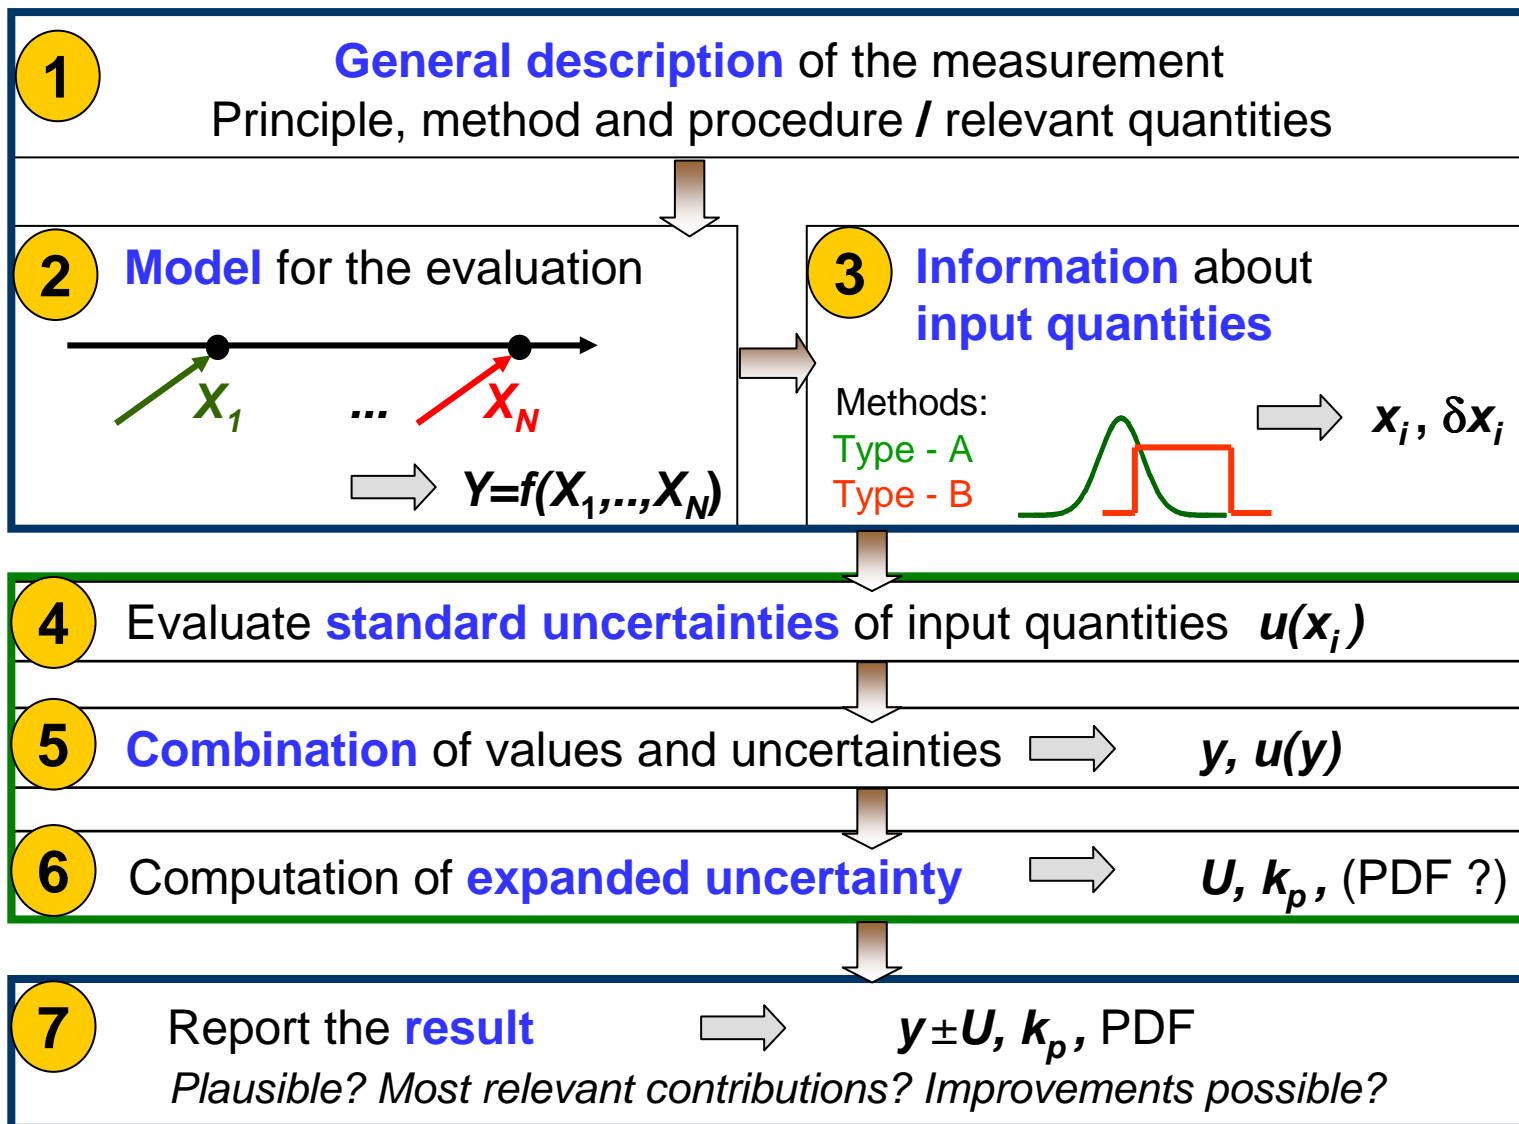 1
General description of the measurement
Principle, method and procedure / relevant quantities
2
Model for the evaluation
X1 ... XN
Y=f(X1,..,XN)
3
Information about
input quantities
Methods:
Type - A
Type - B
xi, δxi
4
Evaluate standard uncertainties of input quantities u(xi)
5
Combination of values and uncertainties y, u(y)
6
Computation of expanded uncertainty U, kp, (PDF ?)
7
Report the result y±U, kp, PDF
Plausible? Most relevant contributions? Improvements possible?